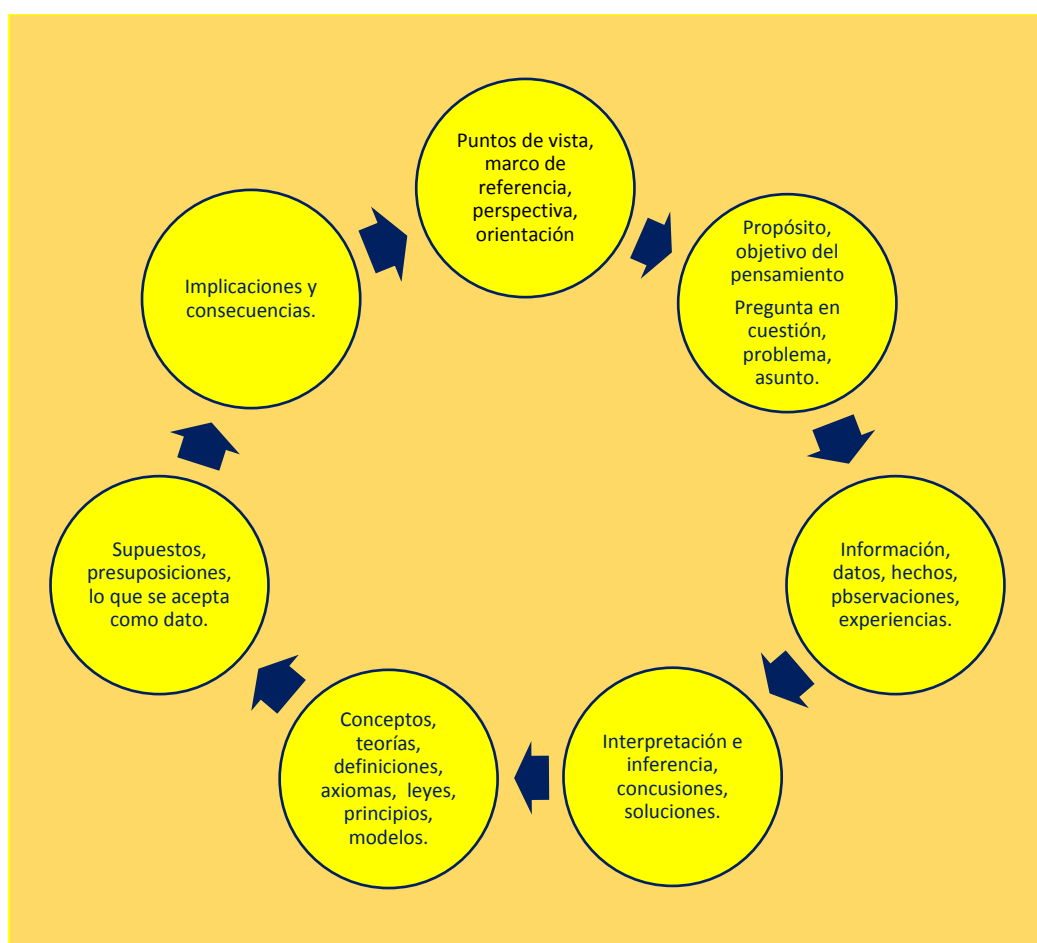 Puntos de vista,
marco de
referencia,
perspectiva,
orientación
Propósito,
objetivo del
pensamiento
Pregunta en
cuestión,
problema,
asunto.
Información,
datos, hechos,
pbservaciones,
experiencias.
Interpretación e
inferencia,
concusiones,
soluciones.
Conceptos,
teorías,
definiciones,
axiomas, leyes,
principios,
modelos.
Supuestos,
presuposiciones,
lo que se acepta
como dato.
Implicaciones y
consecuencias.